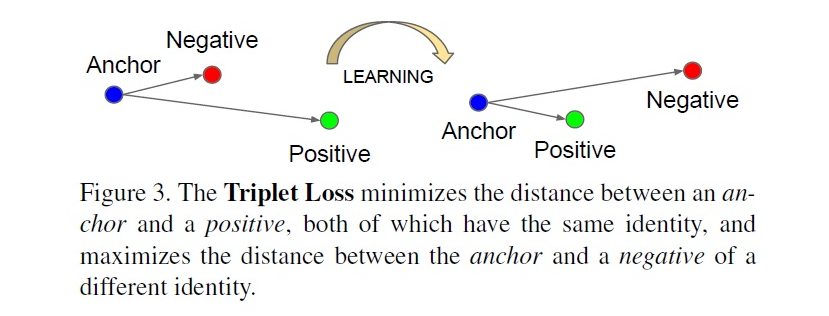 Negative
Anchor
LEARNING
Positive
Negative
Anchor
Positive
Figure 3. The Triplet Loss minimizes the distance between an an-
chor and a positive, both of which have the same identity, and
maximizes the distance between the anchor and a negative of a
different identity.